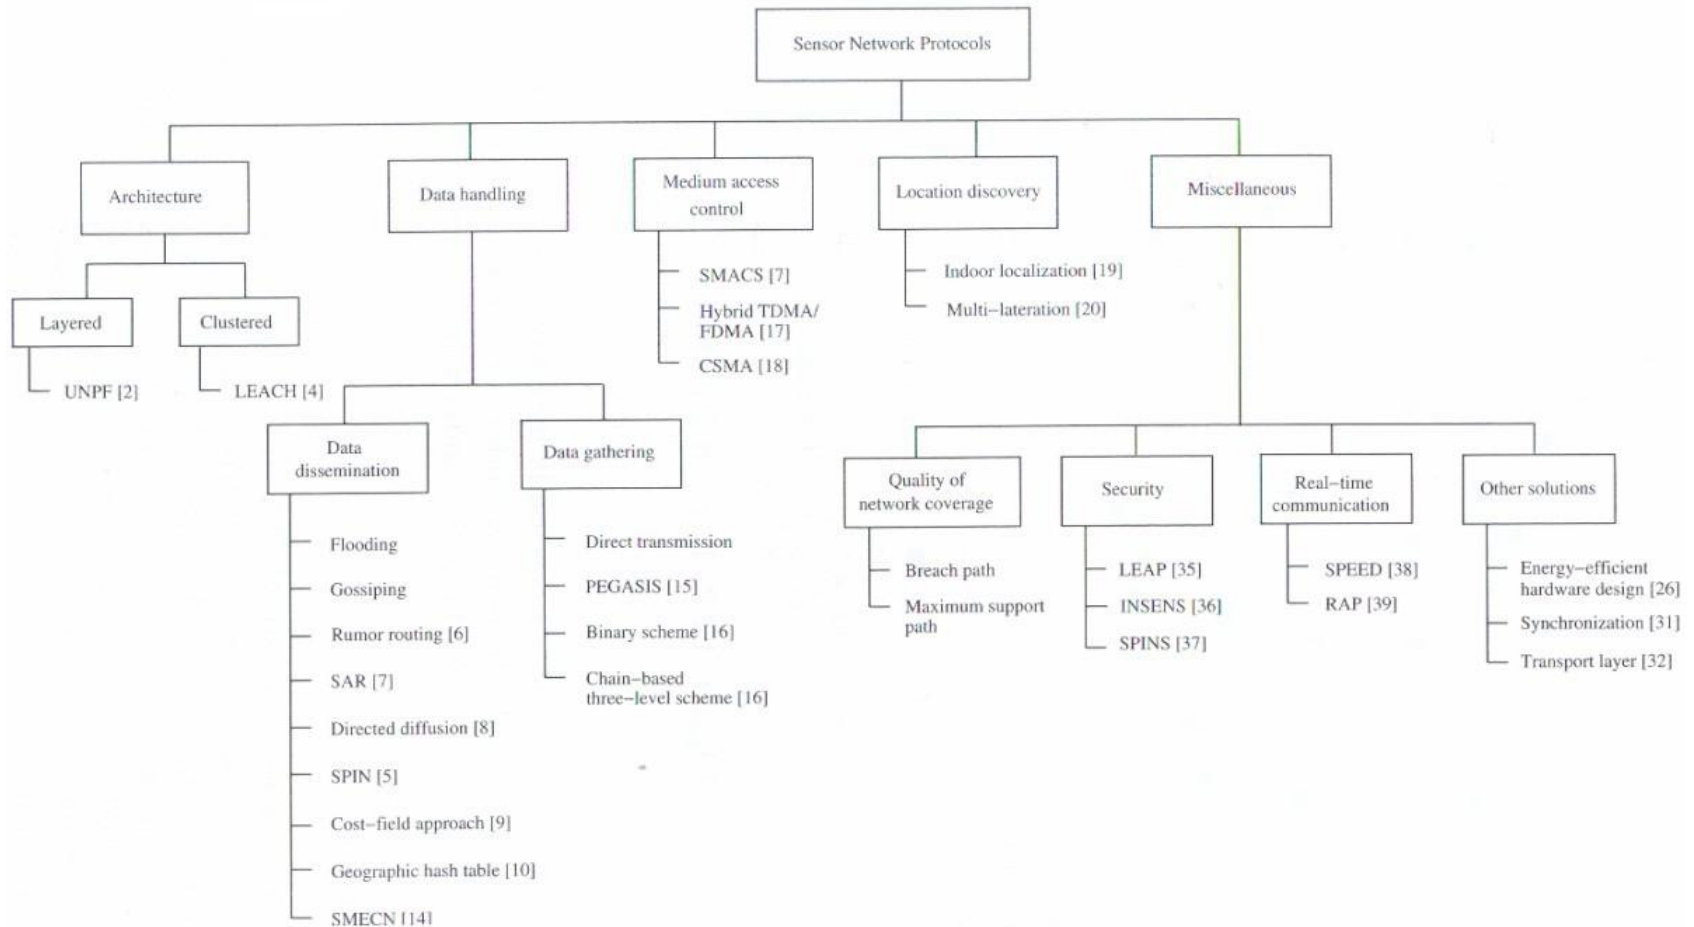 Sensor Network Protocols
Architecture
Data handling
Medium access
control
Location discovery
Miscellaneous
Layered
Clustered
UNPF [2]
LEACH [4]
SMACS [7]
Hybrid TDMA/
FDMA [17]
CSMA [18]
Indoor localization [19]
Multi–lateration [20]
Data
dissemination
Data gathering
Flooding
Gossiping
Rumor routing [6]
SAR [7]
Directed diffusion [8]
SPIN [5]
Cost–field approach [9]
Geographic hash table [10]
SMECN [14]
Direct transmission
PEGASIS [15]
Binary scheme [16]
Chain–based
three–level scheme [16]
Quality of
network coverage
Security
Real–time
communication
Other solutions
Breach path
Maximum support
path
LEAP [35]
INSENS [36]
SPINS [37]
SPEED [38]
RAP [39]
Energy–efficient
hardware design [26]
Synchronization [31]
Transport layer [32]